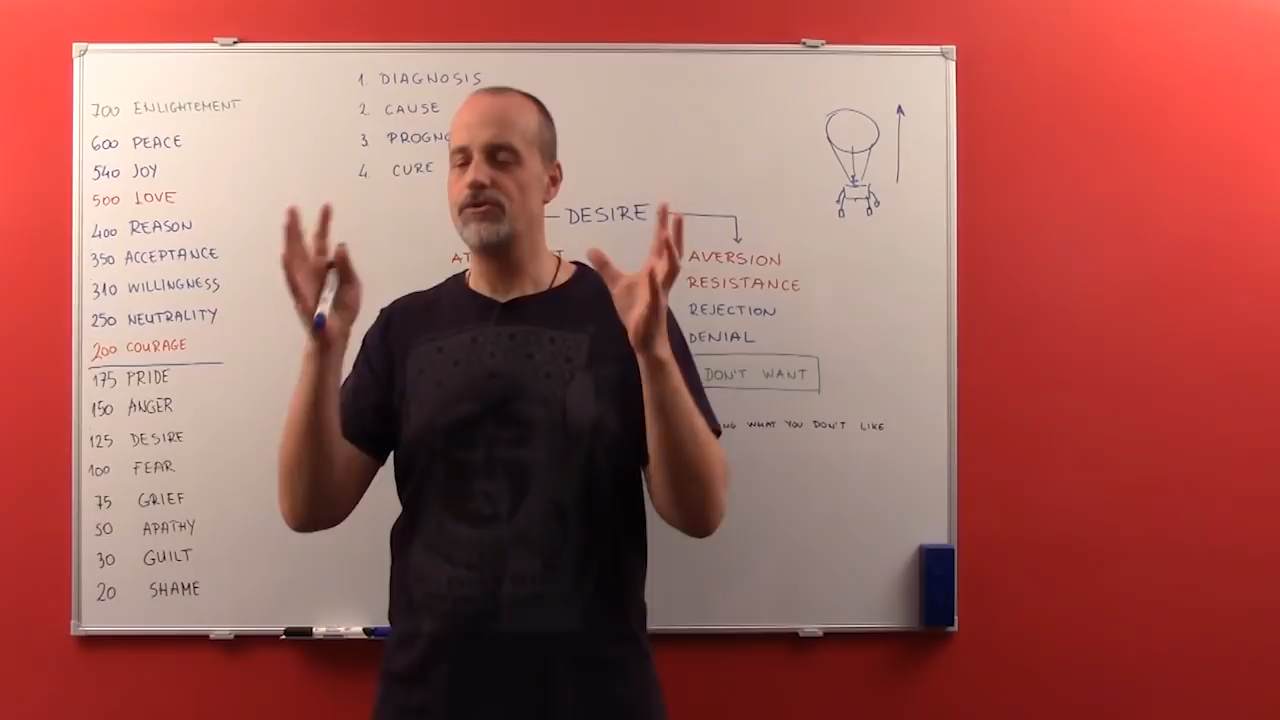 700 ENLIGHTEMENT
600 PEACE
540 JOY
500 LOVE
400 REASON
350 ACCEPTANCE
310 WILLINGNESS
250 NEUTRALITY
200 COURAGE
175 PRIDE
150 ANGER
125 DESIRE
100 FEAR
75 GRIEF
50 APATHY
30 GUILT
20 SHAME
1. DIAGNOSIS
2. CAUSE
3 PROGNO
4. CURE
DESIRE
AT
AVERSION
RESISTANCE
REJECTION
DENIAL
DON'T WANT
WHAT YOU DON'T LIKE